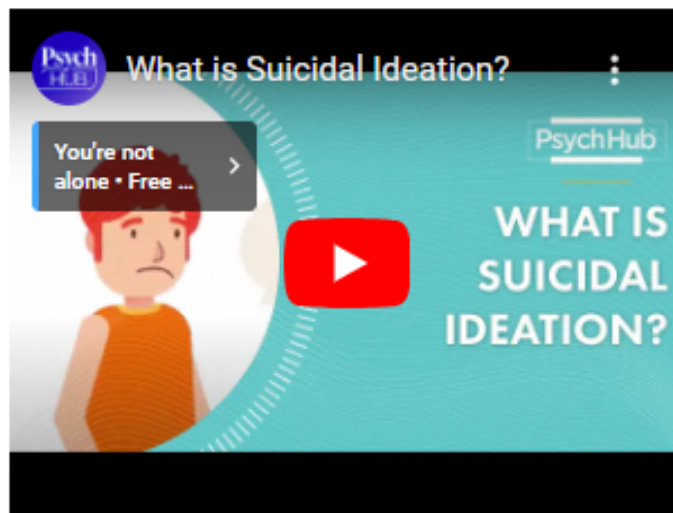 Psych
HUB
What is Suicidal Ideation?
You're not
alone • Free ...
PsychHub
WHAT IS
SUICIDAL
IDEATION?